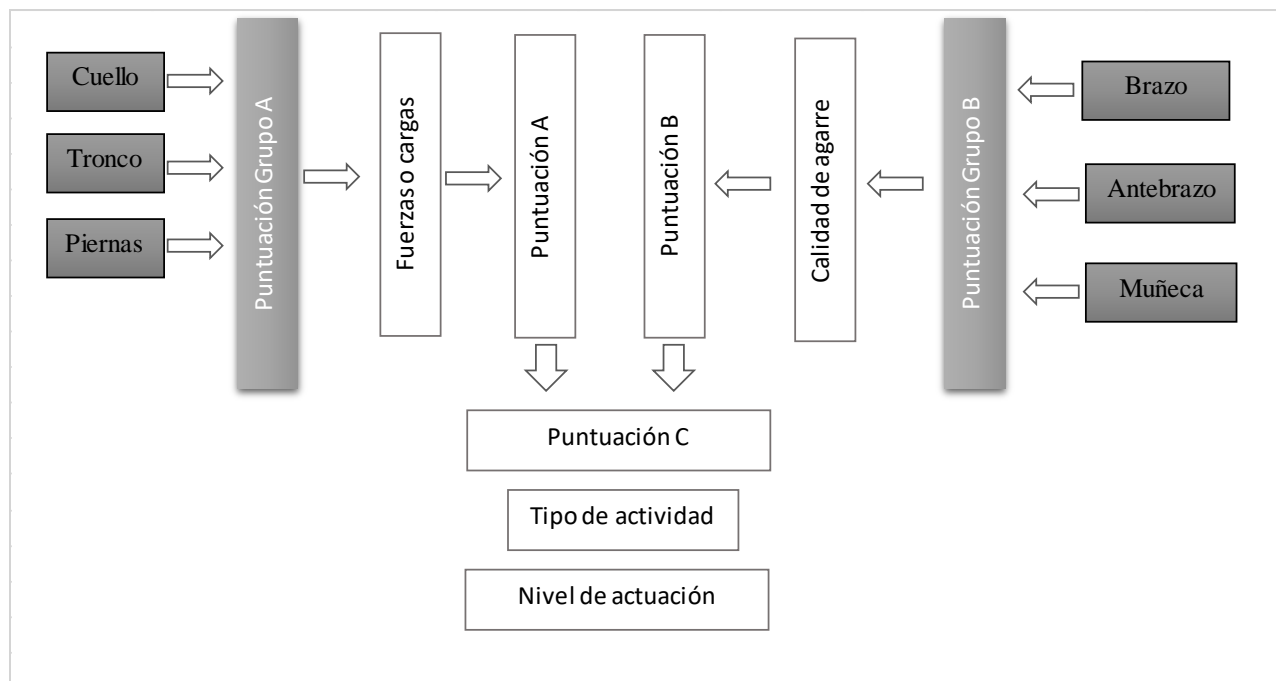 Cuello
Tronco
Piernas
Puntuación Grupo A
Fuerzas o cargas
Puntuación A
Puntuación B
Calidad de agarre
Puntuación Grupo B
Brazo
Antebrazo
Muñeca
Puntuación C
Tipo de actividad
Nivel de actuación